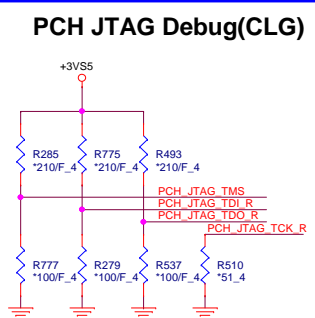 PCH JTAG Debug(CLG)
+3VS5
R285 R775 R493
*210/F_4 *210/F_4 *210/F_4
PCH_JTAG_TMS
PCH_JTAG_TDI_R
PCH_JTAG_TDO_R
PCH_JTAG_TCK_R
R777 R279 R537 R510
*100/F_4 *100/F_4 *100/F_4 *51_4